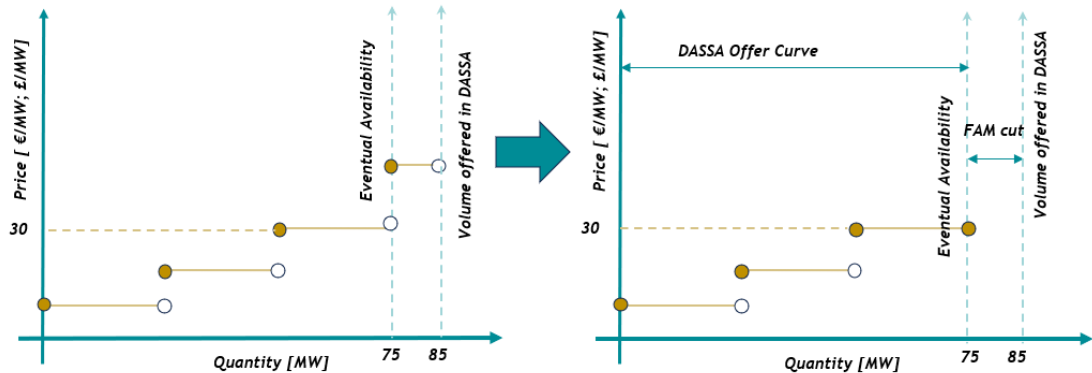 Price [ €/MW; £/MW]
30
Eventual Availability
Volume offered in DASSA
75
85
Quantity [MW]
Price [ €/MW; £/MW]
DASSA Offer Curve
30
Eventual Availability
FAM cut
Volume offered in DASSA
75
85
Quantity [MW]